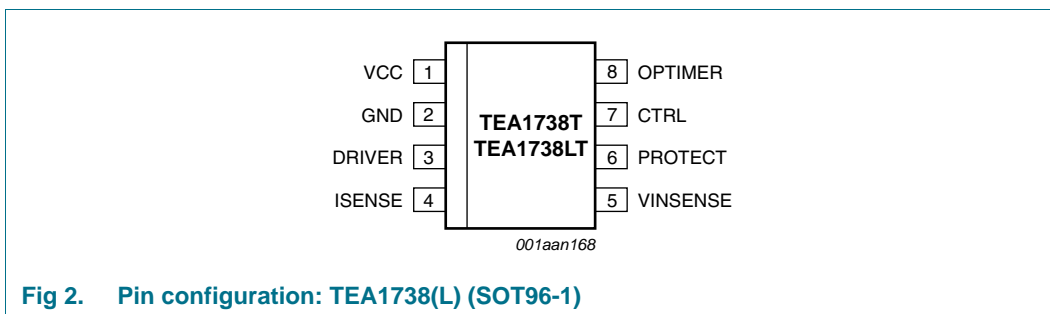 VCC 1 8 OPTIMER
GND 2 TEA1738T 7 CTRL
DRIVER 3 TEA1738LT 6 PROTECT
ISENSE 4 5 VINSENSE
001aan168
Fig 2. Pin configuration: TEA1738(L) (SOT96-1)